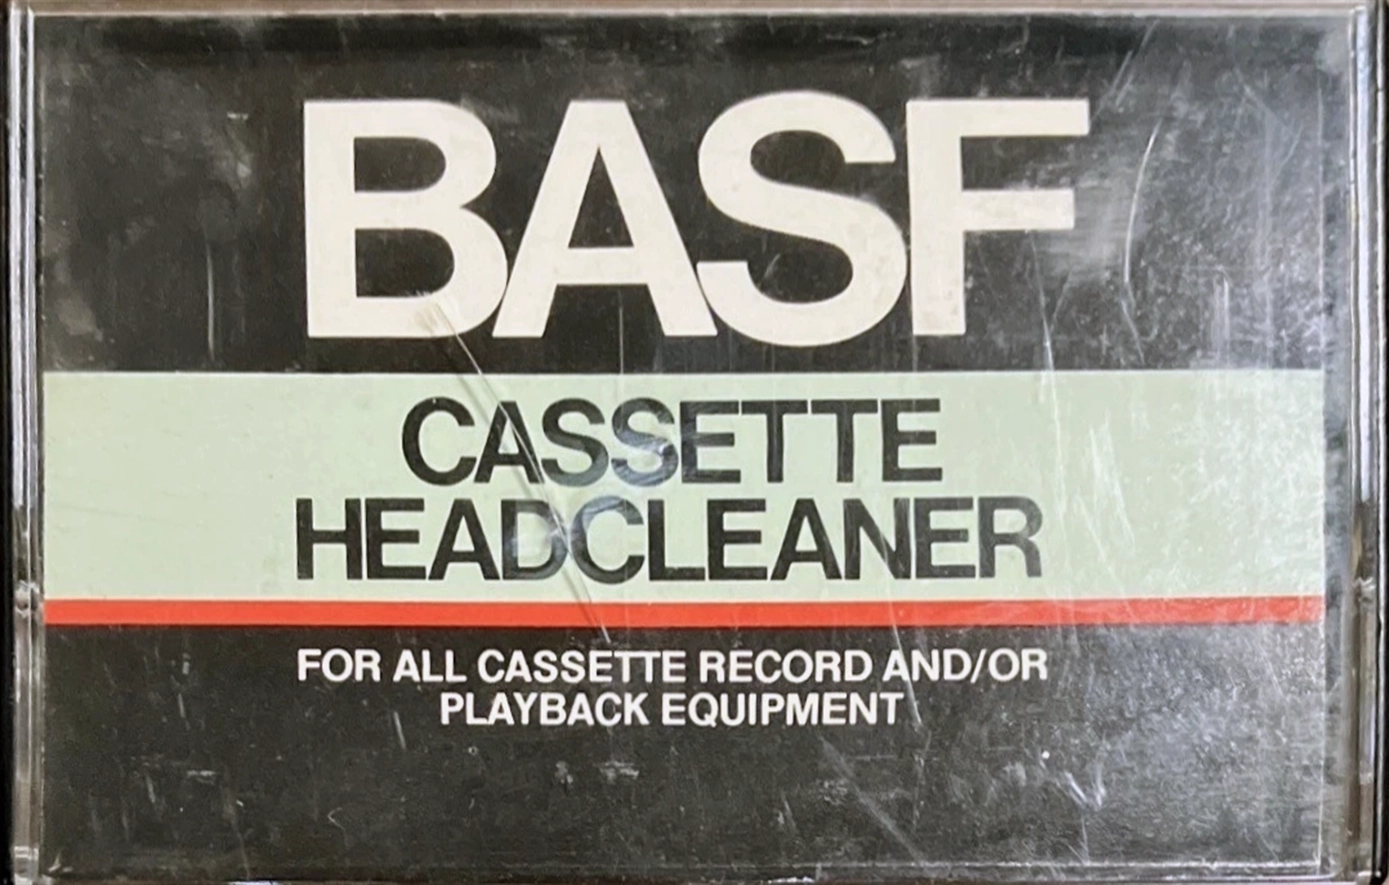 BASF
CASSETTE
HEADCLEANER
FOR ALL CASSETTE RECORD AND/OR
PLAYBACK EQUIPMENT